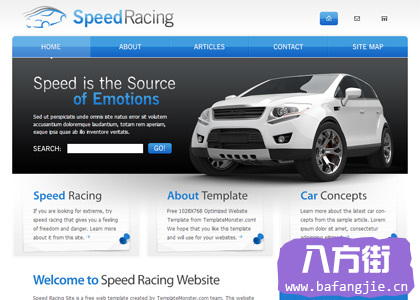 Speed Racing
HOME
ABOUT
ARTICLES
CONTACT
SITE MAP
Speed is the Source
of Emotions
Sed ut perspiciatis unde omnis iste natus error sit volutem
accusantium doloremque laudantium, totam rem aperiam,
eaque ipsa quae ab illo inventore veritatis.
SEARCH:
GO!
Speed Racing
If you are looking for extreme, try
speed racing that gives you a feeling
of freedom and danger. Learn more
about it from this site.
About Template
Free 1028X768 Optimized Website
Template from TemplateMonster.com!
We hope that you like this template
and will use for your websites.
Car Concepts
Learn more about the latest car con-
cepts from the sample article. Lorem
ipsum dolor sit amet, consectetur
Welcome to Speed Racing Website
Speed Racing Site is a free web template created by TemplateMonster.com team. This website
八方街
www.bafangjie.cn